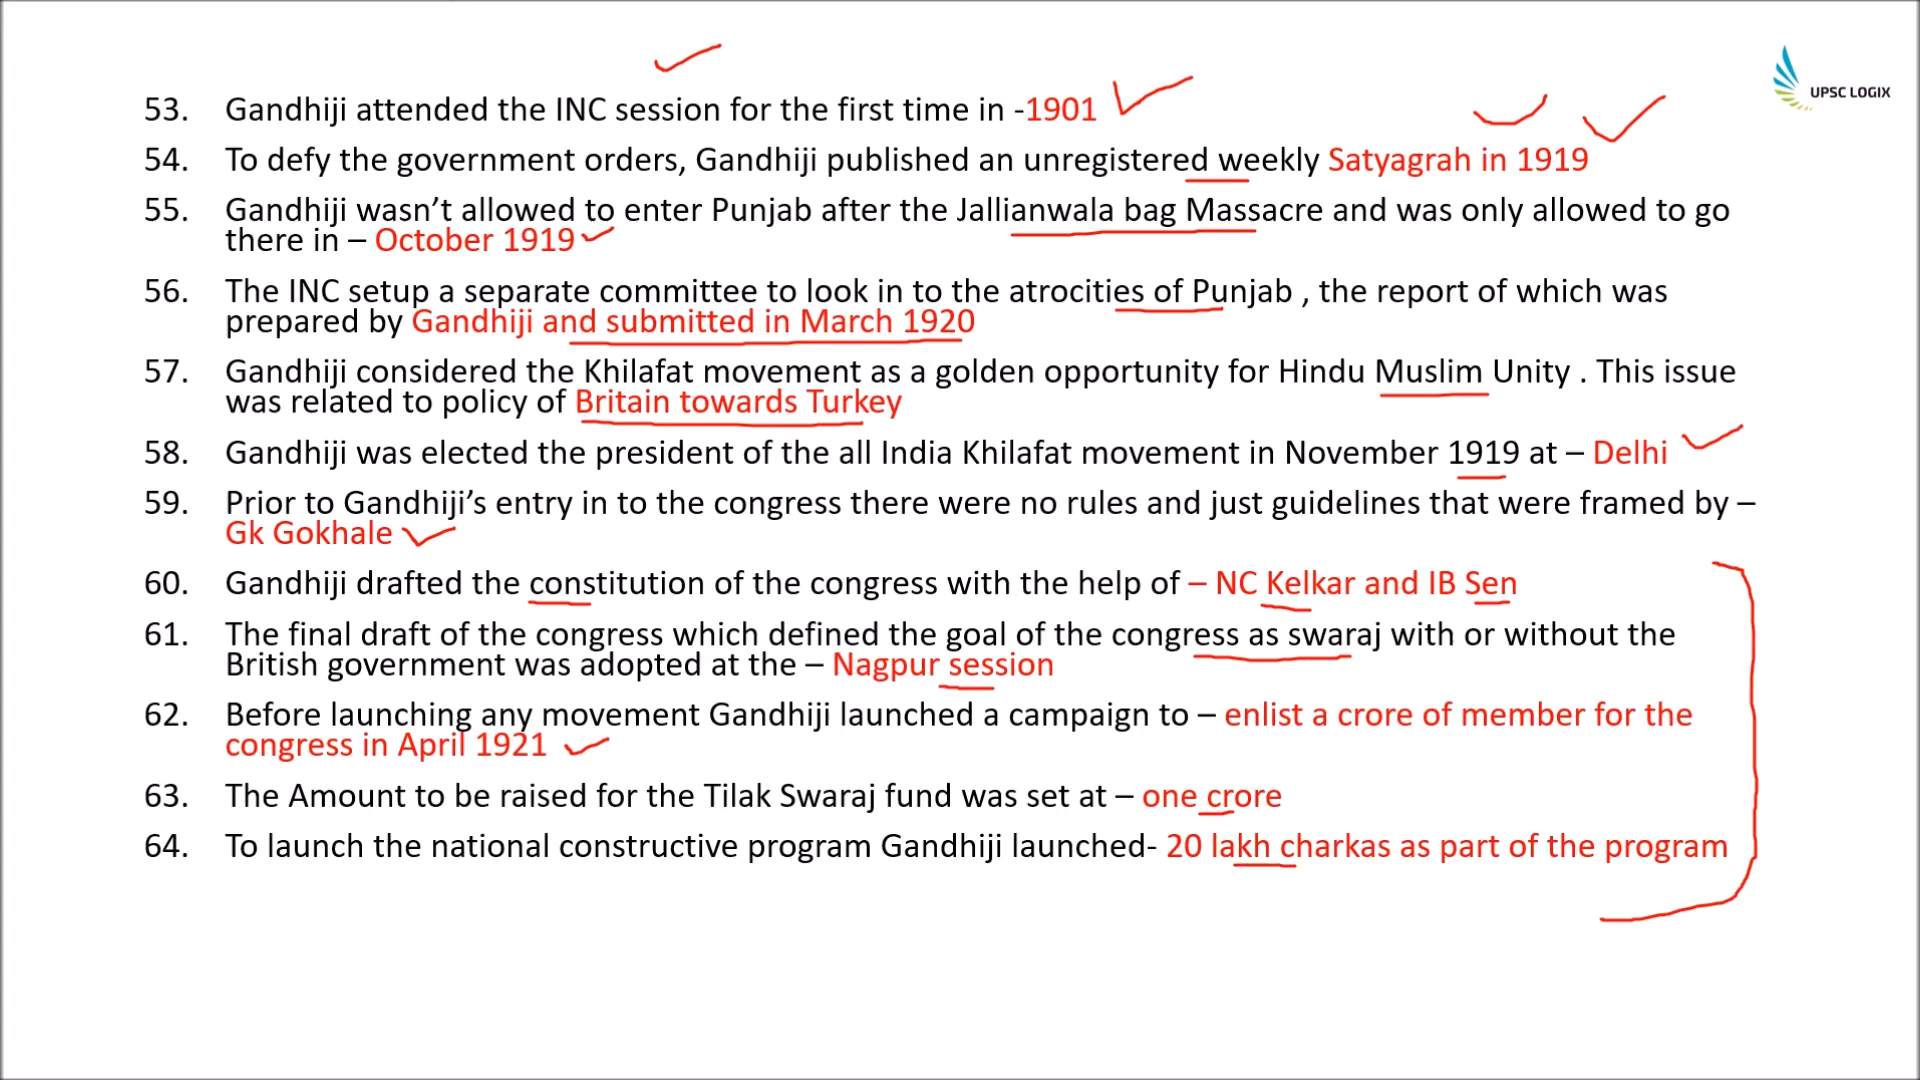 UPSC LOGIX
53. Gandhiji attended the INC session for the first time in -1901
54. To defy the government orders, Gandhiji published an unregistered weekly Satyagrah in 1919
55. Gandhiji wasn’t allowed to enter Punjab after the Jallianwala bag Massacre and was only allowed to go
there in – October 1919
56. The INC setup a separate committee to look in to the atrocities of Punjab , the report of which was
prepared by Gandhiji and submitted in March 1920
57. Gandhiji considered the Khilafat movement as a golden opportunity for Hindu Muslim Unity . This issue
was related to policy of Britain towards Turkey
58. Gandhiji was elected the president of the all India Khilafat movement in November 1919 at – Delhi
59. Prior to Gandhiji’s entry in to the congress there were no rules and just guidelines that were framed by –
Gk Gokhale
60. Gandhiji drafted the constitution of the congress with the help of – NC Kelkar and IB Sen
61. The final draft of the congress which defined the goal of the congress as swaraj with or without the
British government was adopted at the – Nagpur session
62. Before launching any movement Gandhiji launched a campaign to – enlist a crore of member for the
congress in April 1921
63. The Amount to be raised for the Tilak Swaraj fund was set at – one crore
64. To launch the national constructive program Gandhiji launched- 20 lakh charkas as part of the program